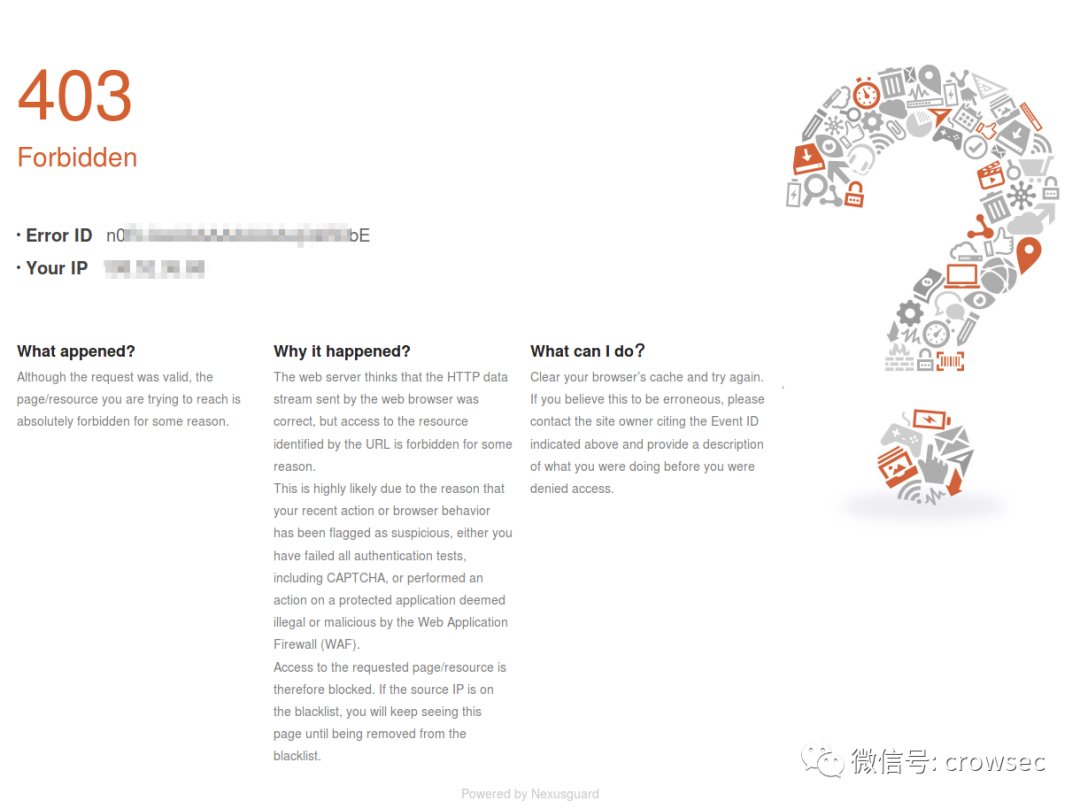 403
Forbidden
· Error ID n0 bE
· Your IP
What appened?
Although the request was valid, the
page/resource you are trying to reach is
absolutely forbidden for some reason.
Why it happened?
The web server thinks that the HTTP data
stream sent by the web browser was
correct, but access to the resource
identified by the URL is forbidden for some
reason.
This is highly likely due to the reason that
your recent action or browser behavior
has been flagged as suspicious, either you
have failed all authentication tests,
including CAPTCHA, or performed an
action on a protected application deemed
illegal or malicious by the Web Application
Firewall (WAF).
Access to the requested page/resource is
therefore blocked. If the source IP is on
the blacklist, you will keep seeing this
page until being removed from the
blacklist.
What can I do?
Clear your browser's cache and try again.
If you believe this to be erroneous, please
contact the site owner citing the Event ID
indicated above and provide a description
of what you were doing before you were
denied access.
微信号: crowsec
Powered by Nexusguard